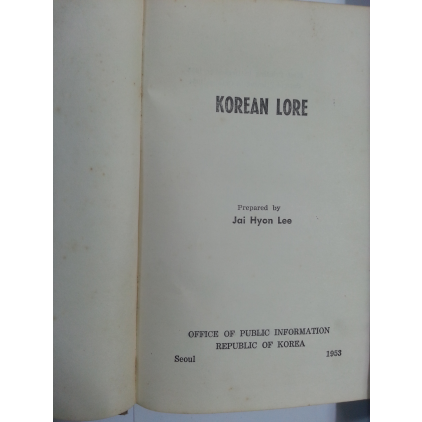 KOREAN LORE
Prepared by
Jai Hyon Lee
OFFICE OF PUBLIC INFORMATION
REPUBLIC OF KOREA
Seoul 1953